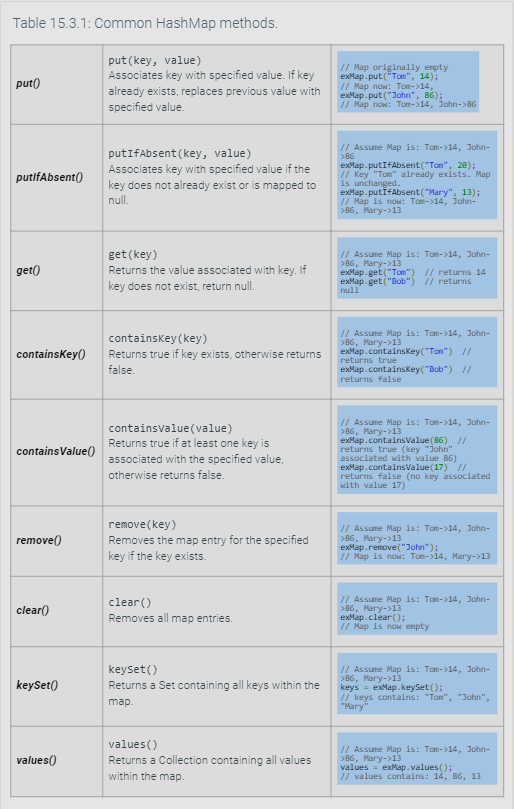 Table 15.3.1: Common HashMap methods.
put()
put(key, value)
Associates key with specified value. If key
already exists, replaces previous value with
specified value.
// Map originally empty
exMap.put("Tom", 14);
// Map now: Tom->14,
exMap.put("John", 86);
// Map now: Tom->14, John->86
putIfAbsent()
putIfAbsent(key, value)
Associates key with specified value if the
key does not already exist or is mapped to
null.
// Assume Map is: Tom->14, John-
>86
exMap.putIfAbsent("Tom", 20);
// Key "Tom" already exists. Map
is unchanged.
exMap.putIfAbsent("Mary", 13);
// Map is now: Tom->14, John-
>86, Mary->13
get()
get(key)
Returns the value associated with key. If
key does not exist, return null.
// Assume Map is: Tom->14, John-
>86, Mary->13
exMap.get("Tom") // returns 14
exMap.get("Bob") // returns
null
containsKey()
containsKey(key)
Returns true if key exists, otherwise returns
false.
// Assume Map is: Tom->14, John-
>86, Mary->13
exMap.containsKey("Tom") //
returns true
exMap.containsKey("Bob") //
returns false
containsValue()
containsValue(value)
Returns true if at least one key is
associated with the specified value,
otherwise returns false.
// Assume Map is: Tom->14, John-
>86, Mary->13
exMap.containsValue(86) //
returns true (key "John"
associated with value 86)
exMap.containsValue(17) //
returns false (no key associated
with value 17)
remove()
remove(key)
Removes the map entry for the specified
key if the key exists.
// Assume Map is: Tom->14, John-
>86, Mary->13
exMap.remove("John");
// Map is now: Tom->14, Mary->13
clear()
clear()
Removes all map entries.
// Assume Map is: Tom->14, John-
>86, Mary->13
exMap.clear();
// Map is now empty
keySet()
keySet()
Returns a Set containing all keys within the
map.
// Assume Map is: Tom->14, John-
>86, Mary->13
keys = exMap.keySet();
// keys contains: "Tom", "John",
"Mary"
values()
values()
Returns a Collection containing all values
within the map.
// Assume Map is: Tom->14, John-
>86, Mary->13
values = exMap.values();
// values contains: 14, 86, 13